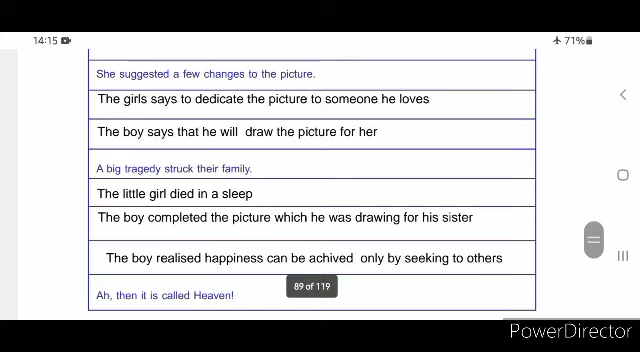 14:15 71%
She suggested a few changes to the picture.
The girls says to dedicate the picture to someone he loves
The boy says that he will draw the picture for her
A big tragedy struck their family.
The little girl died in a sleep
The boy completed the picture which he was drawing for his sister
The boy realised happiness can be achived only by seeking to others
89 of 119
Ah, then it is called Heaven!
PowerDirector